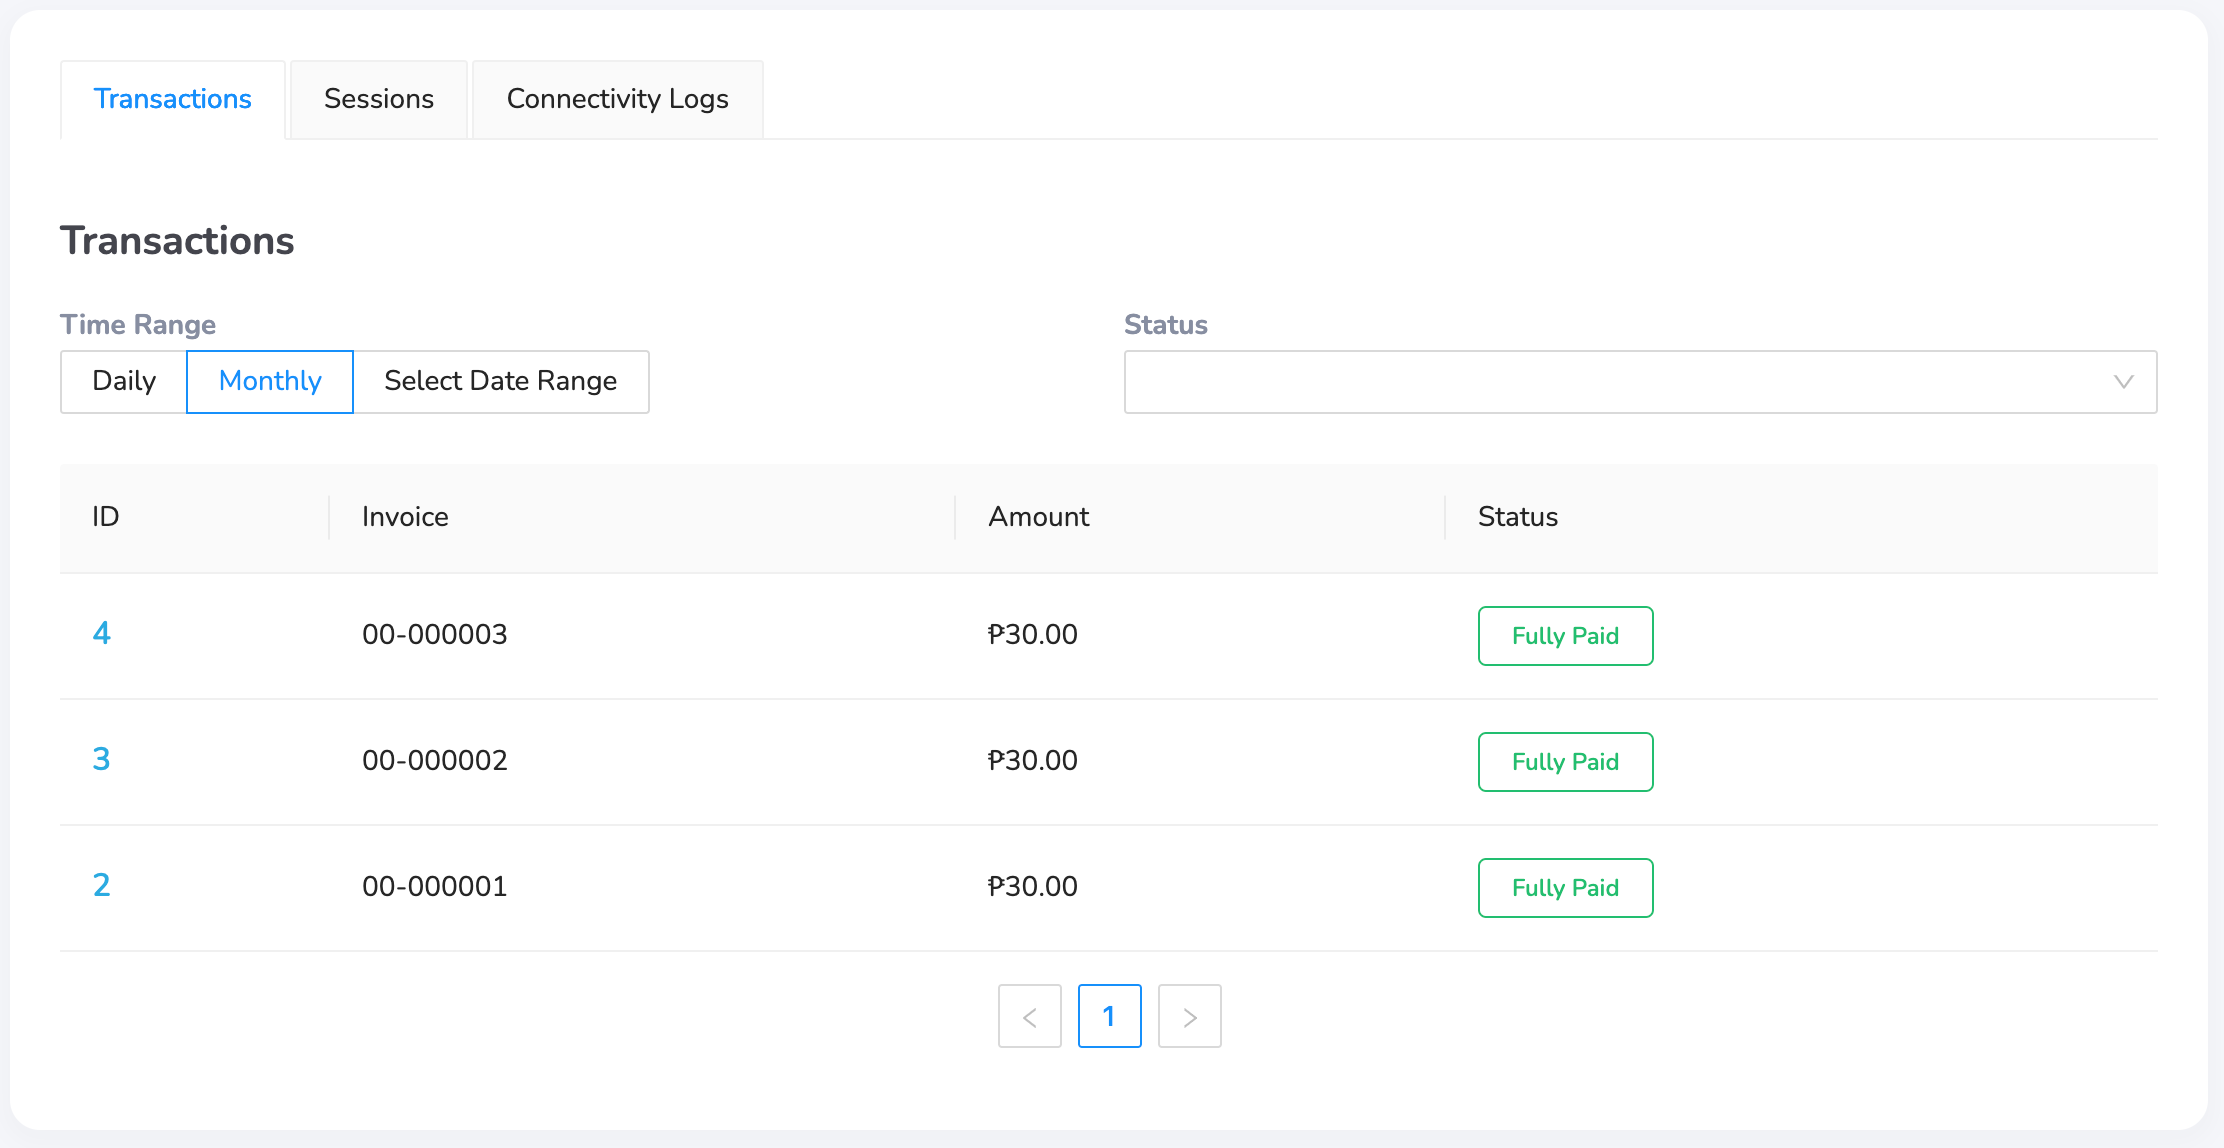 Transactions Sessions Connectivity Logs
Transactions
Time Range Status
Daily Monthly Select Date Range
ID Invoice Amount Status
4 00-000003 ₱30.00 Fully Paid
3 00-000002 ₱30.00 Fully Paid
2 00-000001 ₱30.00 Fully Paid
< 1 >